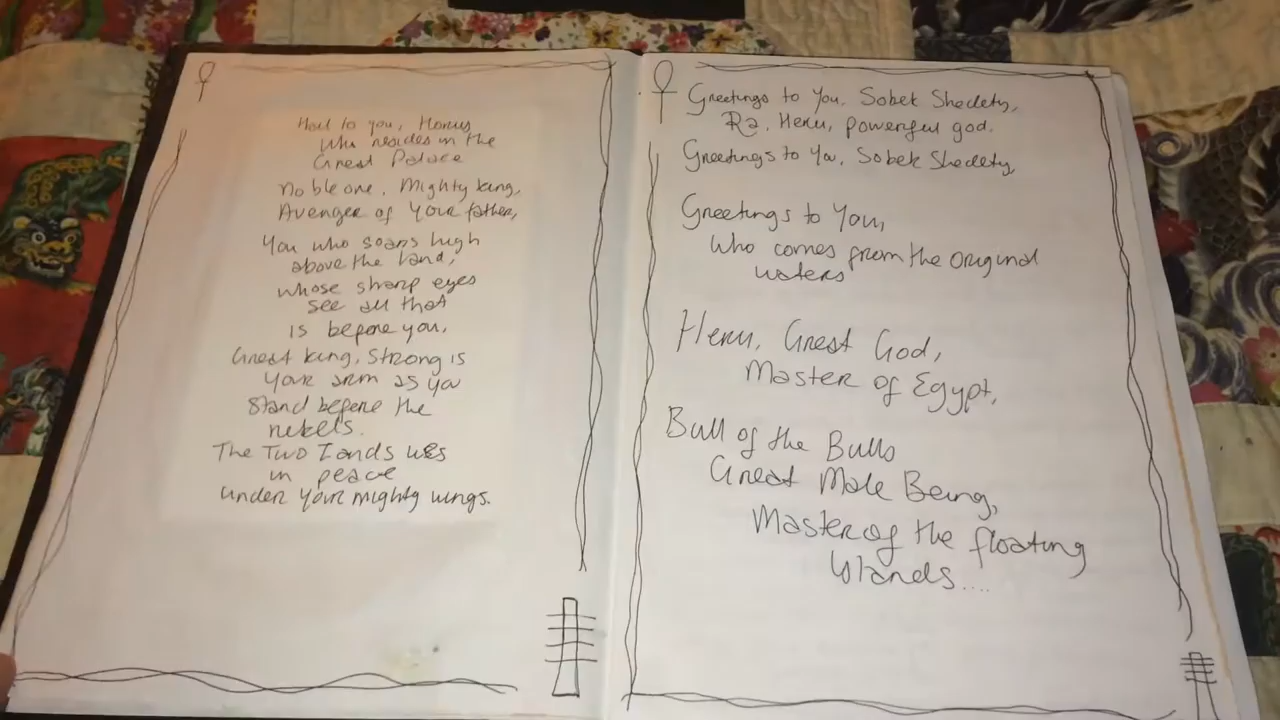 Hail to you, Horus
Who resides in the
Great Palace
Noble one, Mighty king,
Avenger of your father,
You who soars high
above the land,
whose sharp eyes
see all that
is before you,
Great king, strong is
your arm as you
Stand before the
rebels.
The Two Lands lies
in peace
under your mighty wings.
Greetings to You, Sobek Shedety,
Ra, Heru, powerful god.
Greetings to You, Sobek Shedety,
Greetings to You,
Who comes from the original
waters
Heru, Great God,
Master of Egypt,
Bull of the Bulls
Great Male Being,
Master of the floating
Islands....